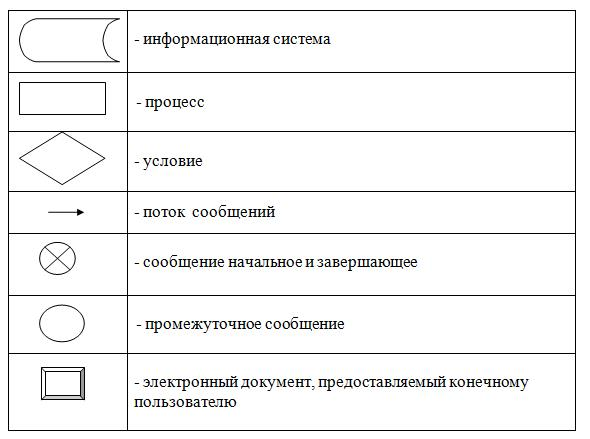 - информационная система
- процесс
- условие
- поток сообщений
- сообщение начальное и завершающее
- промежуточное сообщение
- электронный документ, предоставляемый конечному
пользователю